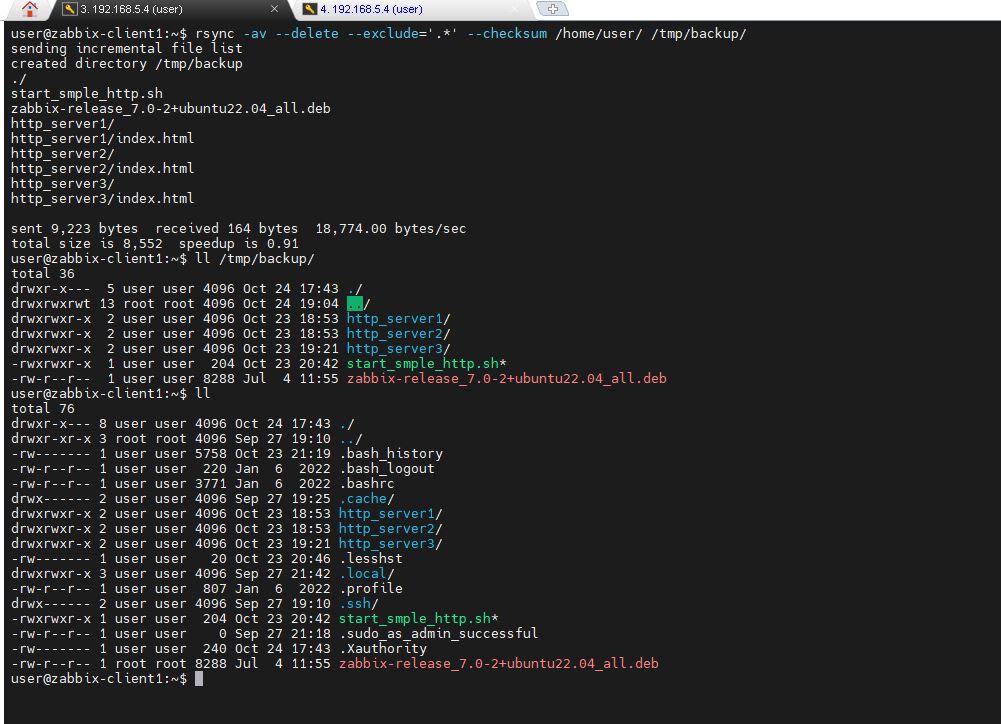 3. 192.168.5.4 (user)
4. 192.168.5.4 (user)
user@zabbix-client1:~$ rsync -av --delete --exclude='.*' --checksum /home/user/ /tmp/backup/
sending incremental file list
created directory /tmp/backup
./
start_smple_http.sh
zabbix-release_7.0-2+ubuntu22.04_all.deb
http_server1/
http_server1/index.html
http_server2/
http_server2/index.html
http_server3/
http_server3/index.html
sent 9,223 bytes  received 164 bytes  18,774.00 bytes/sec
total size is 8,552  speedup is 0.91
user@zabbix-client1:~$ ll /tmp/backup/
total 36
drwxr-x---  5 user user 4096 Oct 24 17:43 ./
drwxrwxrwt 13 root root 4096 Oct 24 19:04 ../
drwxrwxr-x  2 user user 4096 Oct 23 18:53 http_server1/
drwxrwxr-x  2 user user 4096 Oct 23 18:53 http_server2/
drwxrwxr-x  2 user user 4096 Oct 23 19:21 http_server3/
-rwxrwxr-x  1 user user  204 Oct 23 20:42 start_smple_http.sh*
-rw-r--r--  1 user user 8288 Jul  4 11:55 zabbix-release_7.0-2+ubuntu22.04_all.deb
user@zabbix-client1:~$ ll
total 76
drwxr-x--- 8 user user 4096 Oct 24 17:43 ./
drwxr-xr-x 3 root root 4096 Sep 27 19:10 ../
-rw------- 1 user user 5758 Oct 23 21:19 .bash_history
-rw-r--r-- 1 user user  220 Jan  6  2022 .bash_logout
-rw-r--r-- 1 user user 3771 Jan  6  2022 .bashrc
drwx------ 2 user user 4096 Sep 27 19:25 .cache/
drwxrwxr-x 2 user user 4096 Oct 23 18:53 http_server1/
drwxrwxr-x 2 user user 4096 Oct 23 18:53 http_server2/
drwxrwxr-x 2 user user 4096 Oct 23 19:21 http_server3/
-rw------- 1 user user   20 Oct 23 20:46 .lesshst
drwxrwxr-x 3 user user 4096 Sep 27 21:42 .local/
-rw-r--r-- 1 user user  807 Jan  6  2022 .profile
drwx------ 2 user user 4096 Sep 27 19:10 .ssh/
-rwxrwxr-x 1 user user  204 Oct 23 20:42 start_smple_http.sh*
-rw-r--r-- 1 user user    0 Sep 27 21:18 .sudo_as_admin_successful
-rw------- 1 user user  240 Oct 24 17:43 .Xauthority
-rw-r--r-- 1 root root 8288 Jul  4 11:55 zabbix-release_7.0-2+ubuntu22.04_all.deb
user@zabbix-client1:~$